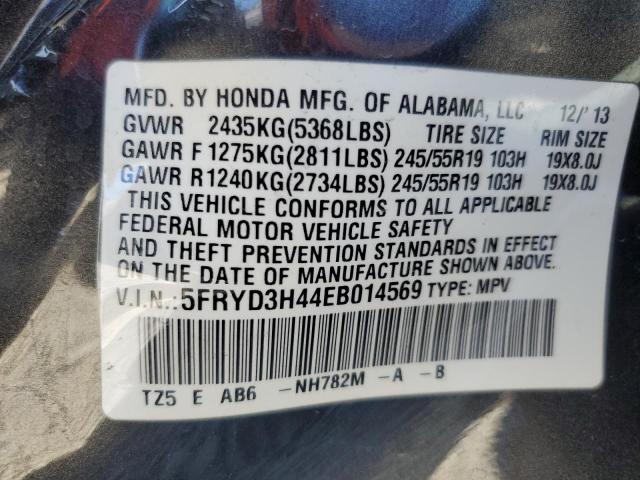 MFD. BY HONDA MFG. OF ALABAMA, LLC 12/'13
GVWR 2435KG(5368LBS) TIRE SIZE RIM SIZE
GAWR F 1275KG(2811LBS) 245/55R19 103H 19X8.0J
GAWR R 1240KG(2734LBS) 245/55R19 103H 19X8.0J
THIS VEHICLE CONFORMS TO ALL APPLICABLE
FEDERAL MOTOR VEHICLE SAFETY
AND THEFT PREVENTION STANDARDS IN EFFECT
ON THE DATE OF MANUFACTURE SHOWN ABOVE.
V.I.N.:5FRYD3H44EB014569 TYPE: MPV
TZ5 E AB6 -NH782M -A -B